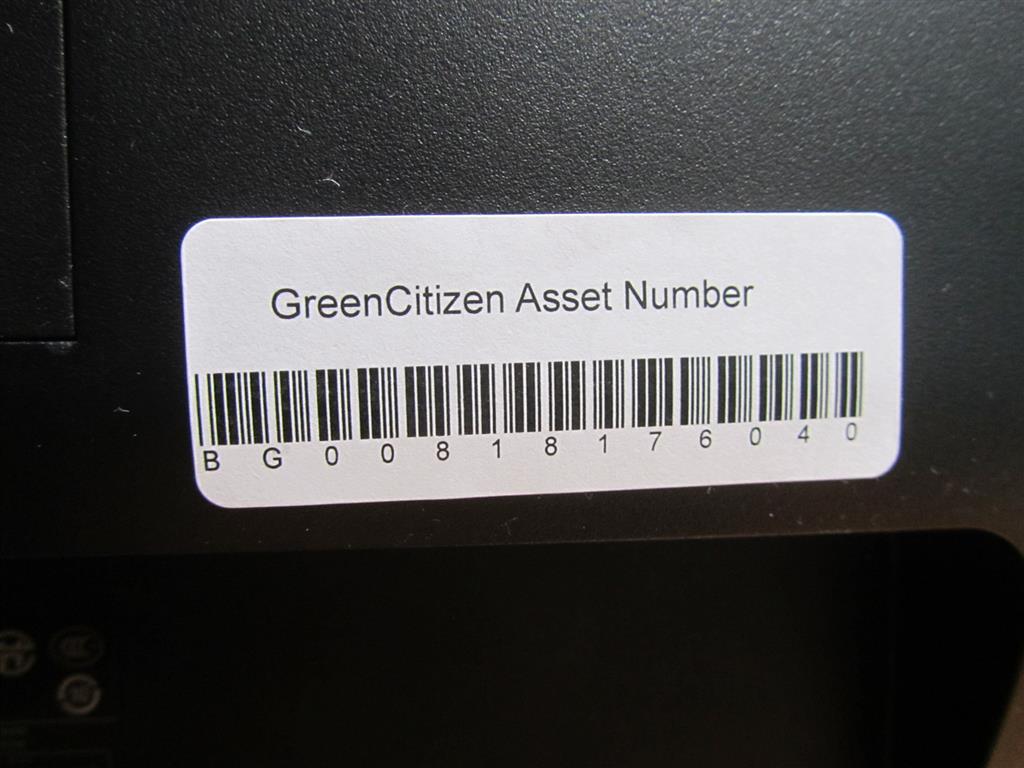 GreenCitizen Asset Number
B G 0 0 8 1 8 1 7 6 0 4 0